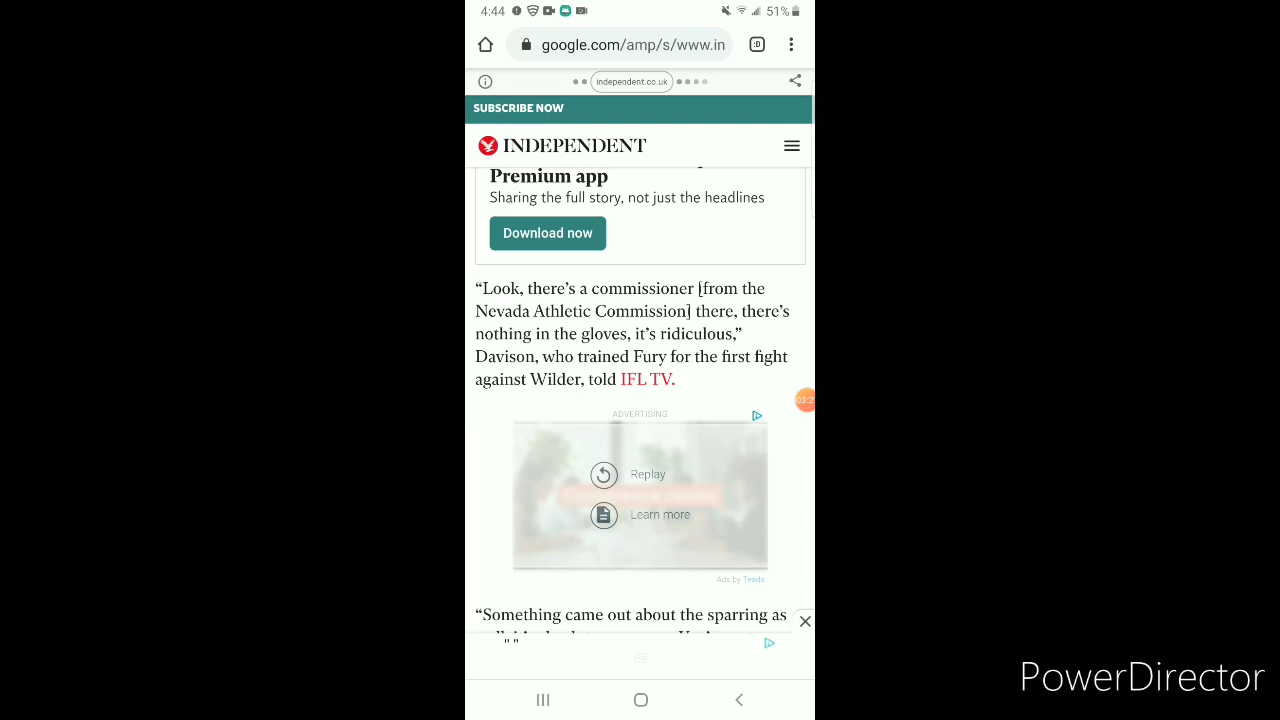 4:44
51%
google.com/amp/s/www.in
:D
independent.co.uk
SUBSCRIBE NOW
INDEPENDENT
Premium app
Sharing the full story, not just the headlines
Download now
“Look, there’s a commissioner [from the
Nevada Athletic Commission] there, there’s
nothing in the gloves, it’s ridiculous,”
Davison, who trained Fury for the first fight
against Wilder, told IFL TV.
ADVERTISING
Replay
Learn more
Ads by Teads
“Something came out about the sparring as
" "
PowerDirector